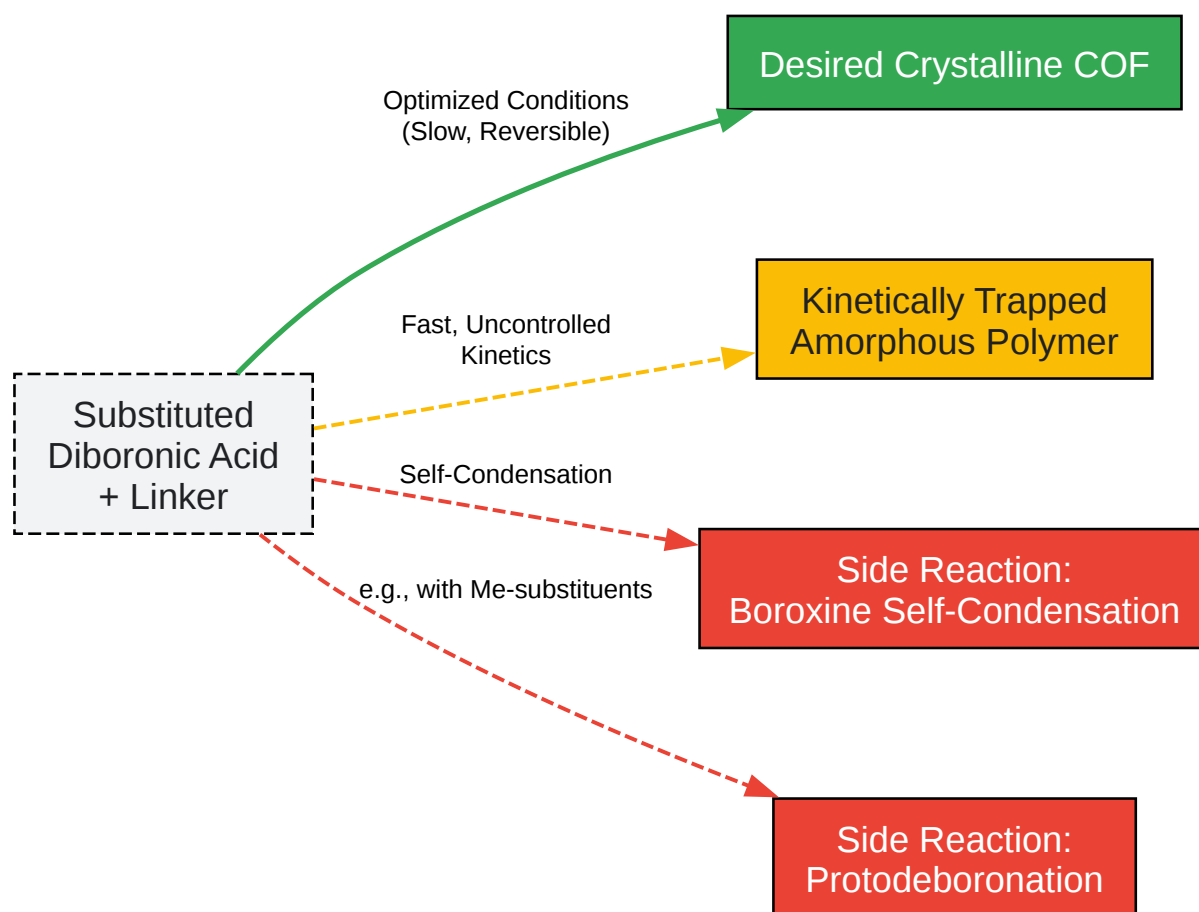 Desired Crystalline COF
Optimized Conditions
(Slow, Reversible)
Kinetically Trapped
Amorphous Polymer
Fast, Uncontrolled
Kinetics
Substituted
Diboronic Acid
+ Linker
Self-Condensation
Side Reaction:
Boroxine Self-Condensation
e.g., with Me-substituents
Side Reaction:
Protodeboronation